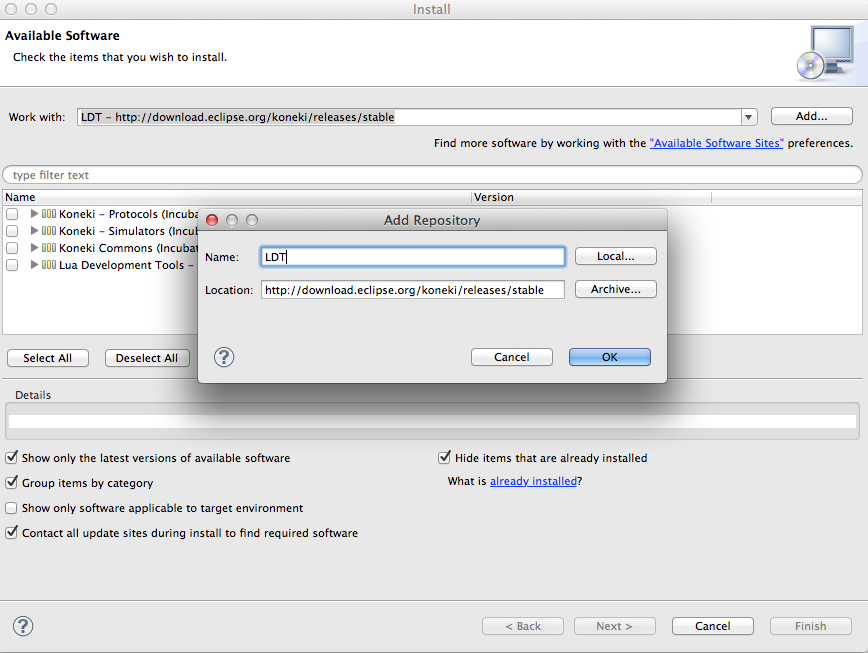 Install
Available Software
Check the items that you wish to install.
Work with: LDT - http://download.eclipse.org/koneki/releases/stable Add...
Find more software by working with the "Available Software Sites" preferences.
type filter text
Name Version
Koneki - Protocols (Incuba
Koneki - Simulators (Incub
Koneki Commons (Incubat
Lua Development Tools -
Add Repository
Name: LDT Local...
Location: http://download.eclipse.org/koneki/releases/stable Archive...
? Cancel OK
Select All Deselect All
Details
Show only the latest versions of available software Hide items that are already installed
Group items by category What is already installed?
Show only software applicable to target environment
Contact all update sites during install to find required software
? < Back Next > Cancel Finish